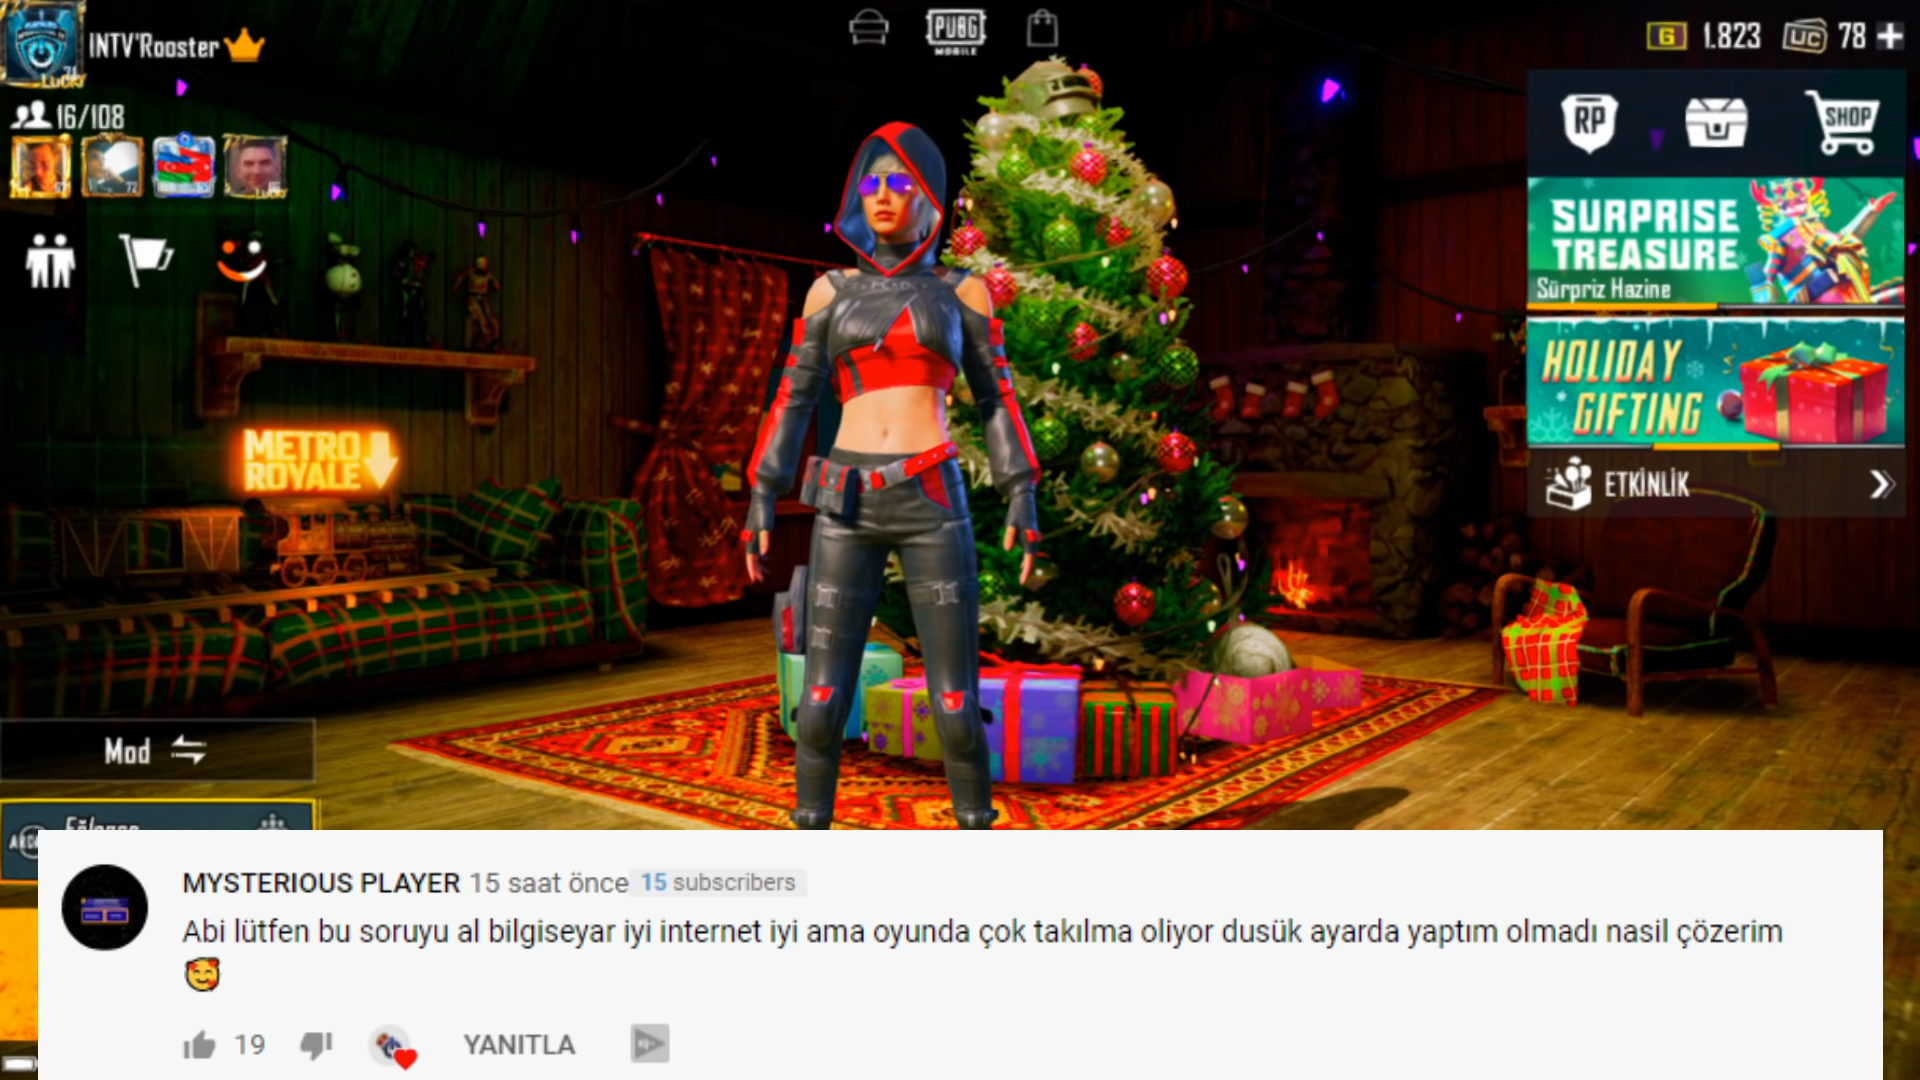 INTV'Rooster
LUCKY
16/108
PUBG
MOBILE
G 1.823 UC 78
RP
SHOP
SURPRISE
TREASURE
Sürpriz Hazine
HOLIDAY
GIFTING
ETKİNLİK
METRO
ROYALE
Mod
MYSTERIOUS PLAYER 15 saat önce 15 subscribers
Abi lütfen bu soruyu al bilgiseyar iyi internet iyi ama oyunda çok takılma oliyor dusük ayarda yaptım olmadı nasil çözerim
🥰
19 YANITLA